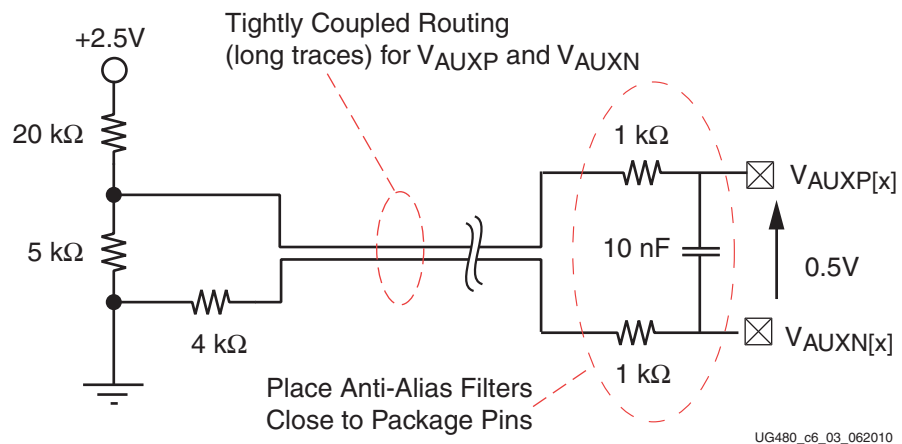 Tightly Coupled Routing
(long traces) for VAUXP and VAUXN
+2.5V
20 kΩ
1 kΩ
VAUXP[x]
5 kΩ
10 nF
0.5V
4 kΩ
VAUXN[x]
1 kΩ
Place Anti-Alias Filters
Close to Package Pins
UG480_c6_03_062010